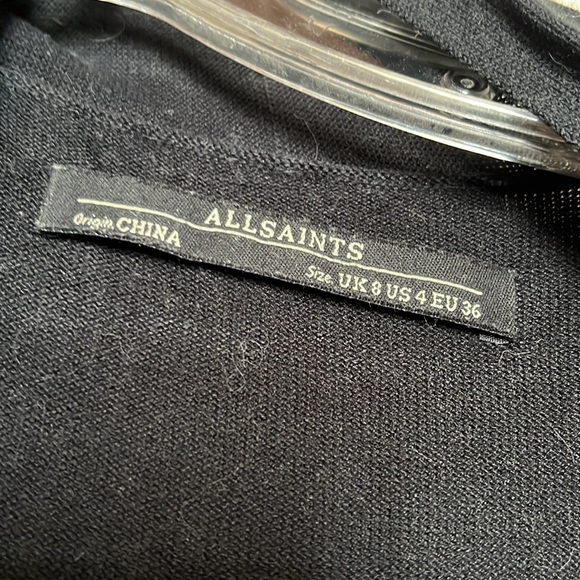 ALLSAINTS
Origin. CHINA
Size UK 8 US 4 EU 36